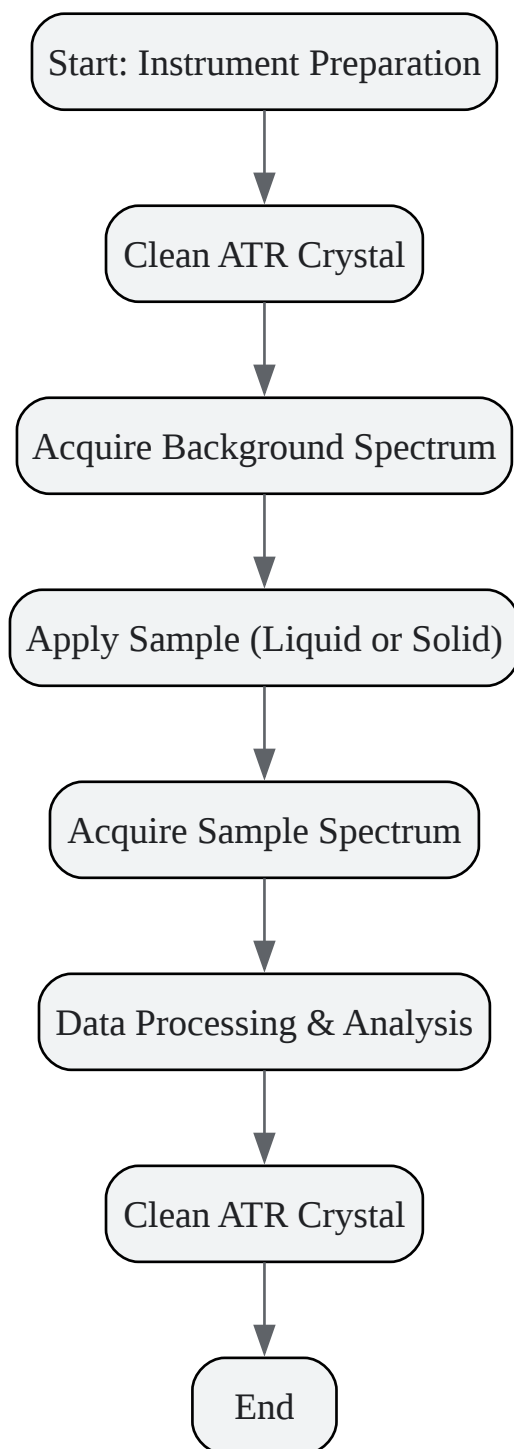 Start: Instrument Preparation
Clean ATR Crystal
Acquire Background Spectrum
Apply Sample (Liquid or Solid)
Acquire Sample Spectrum
Data Processing & Analysis
Clean ATR Crystal
End